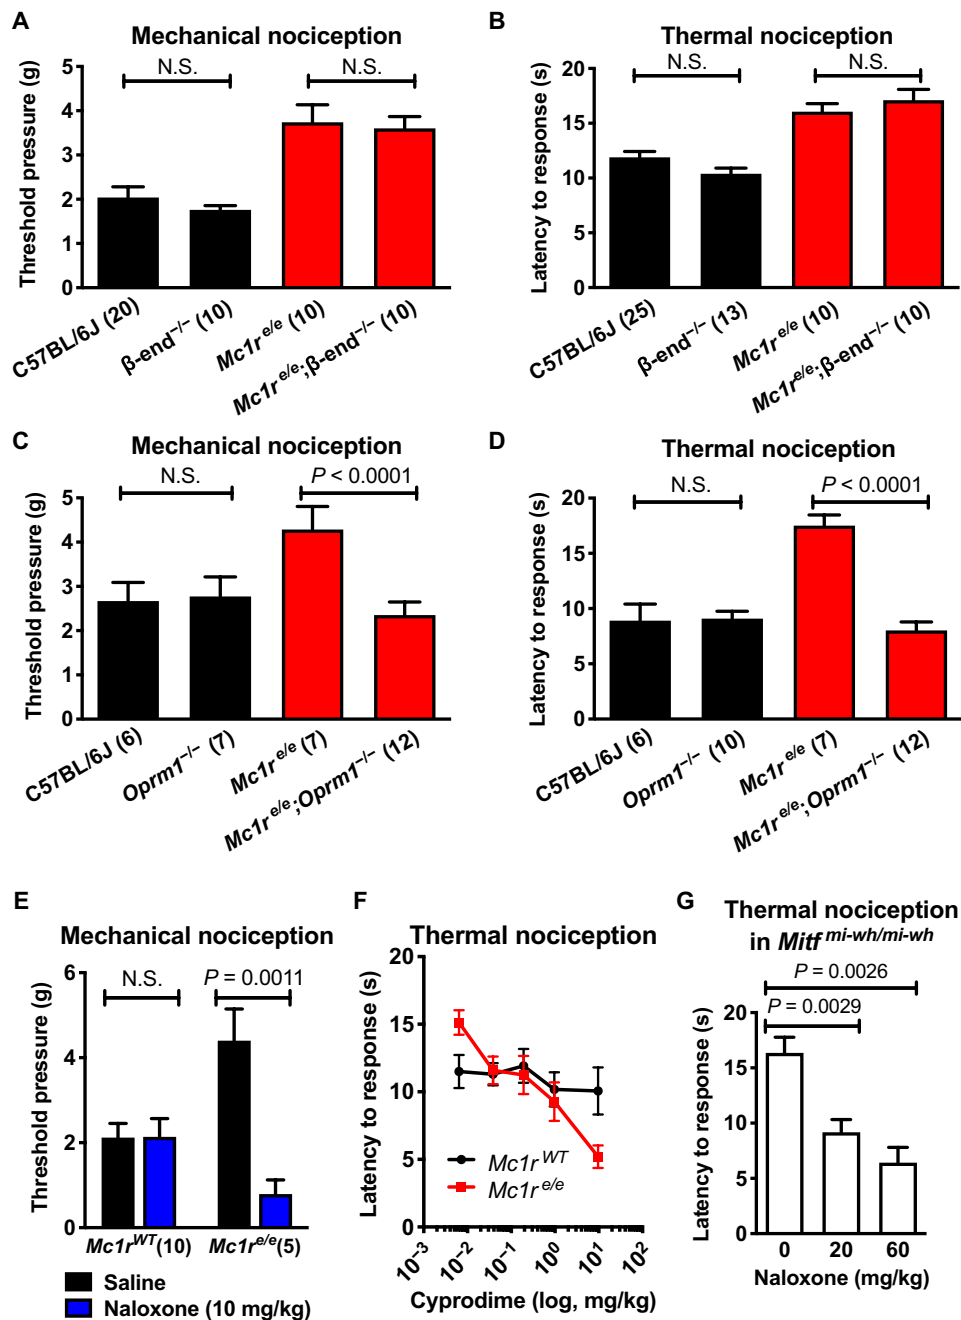 A
Mechanical nociception
N.S.
N.S.
Threshold pressure (g)
5
4
3
2
1
0
C57BL/6J (20)
β-end−/− (10)
Mc1r e/e (10)
Mc1r e/e;β-end−/− (10)
B
Thermal nociception
N.S.
N.S.
Latency to response (s)
20
15
10
5
0
C57BL/6J (25)
β-end−/− (13)
Mc1r e/e (10)
Mc1r e/e;β-end−/− (10)
C
Mechanical nociception
N.S.
P < 0.0001
Threshold pressure (g)
5
4
3
2
1
0
C57BL/6J (6)
Oprm1−/− (7)
Mc1r e/e (7)
Mc1r e/e;Oprm1−/− (12)
D
Thermal nociception
N.S.
P < 0.0001
Latency to response (s)
20
15
10
5
0
C57BL/6J (6)
Oprm1−/− (10)
Mc1r e/e (7)
Mc1r e/e;Oprm1−/− (12)
E
Mechanical nociception
N.S.
P = 0.0011
Threshold pressure (g)
6
4
2
0
Mc1r WT(10)
Mc1r e/e(5)
Saline
Naloxone (10 mg/kg)
F
Thermal nociception
Latency to response (s)
20
15
10
5
0
Mc1r WT
Mc1r e/e
10−3
10−2
10−1
100
101
102
Cyprodime (log, mg/kg)
G
Thermal nociception
in Mitf mi-wh/mi-wh
P = 0.0026
P = 0.0029
Latency to response (s)
20
15
10
5
0
0
20
60
Naloxone (mg/kg)